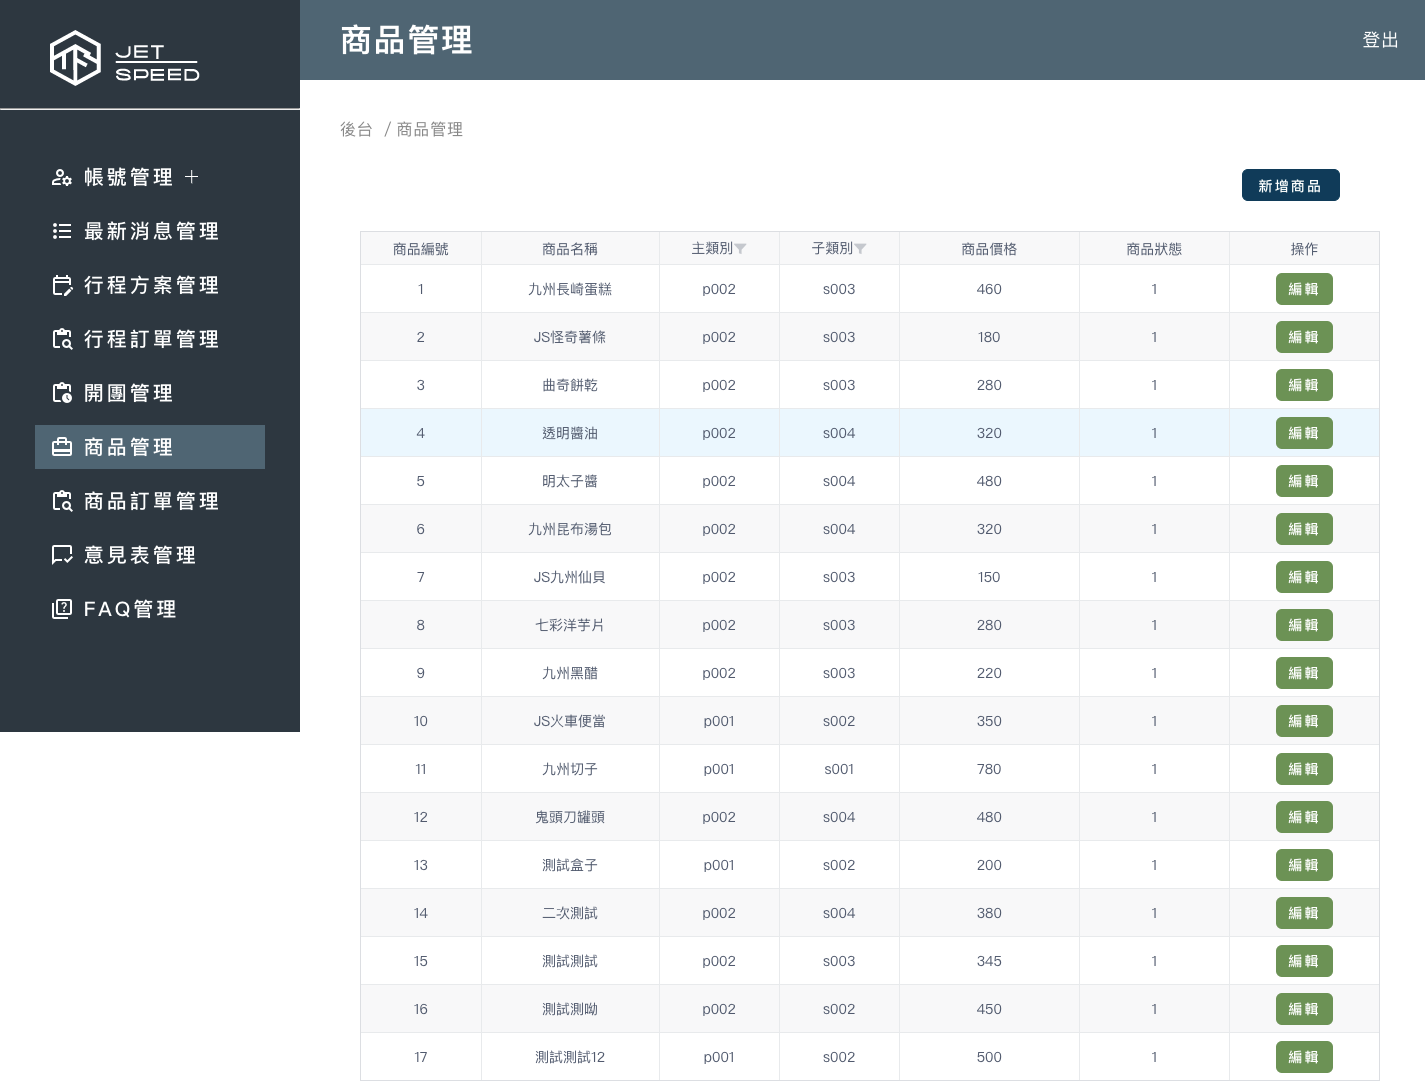 JET
SPEED
帳號管理
最新消息管理
行程方案管理
行程訂單管理
開團管理
商品管理
商品訂單管理
意見表管理
FAQ管理
商品管理
登出
後台 / 商品管理
新增商品
商品編號 商品名稱 主類別 子類別 商品價格 商品狀態 操作
1 九州長崎蛋糕 p002 s003 460 1 編輯
2 JS怪奇薯條 p002 s003 180 1 編輯
3 曲奇餅乾 p002 s003 280 1 編輯
4 透明醬油 p002 s004 320 1 編輯
5 明太子醬 p002 s004 480 1 編輯
6 九州昆布湯包 p002 s004 320 1 編輯
7 JS九州仙貝 p002 s003 150 1 編輯
8 七彩洋芋片 p002 s003 280 1 編輯
9 九州黑醋 p002 s003 220 1 編輯
10 JS火車便當 p001 s002 350 1 編輯
11 九州切子 p001 s001 780 1 編輯
12 鬼頭刀罐頭 p002 s004 480 1 編輯
13 測試盒子 p001 s002 200 1 編輯
14 二次測試 p002 s004 380 1 編輯
15 測試測試 p002 s003 345 1 編輯
16 測試測呦 p002 s002 450 1 編輯
17 測試測試12 p001 s002 500 1 編輯